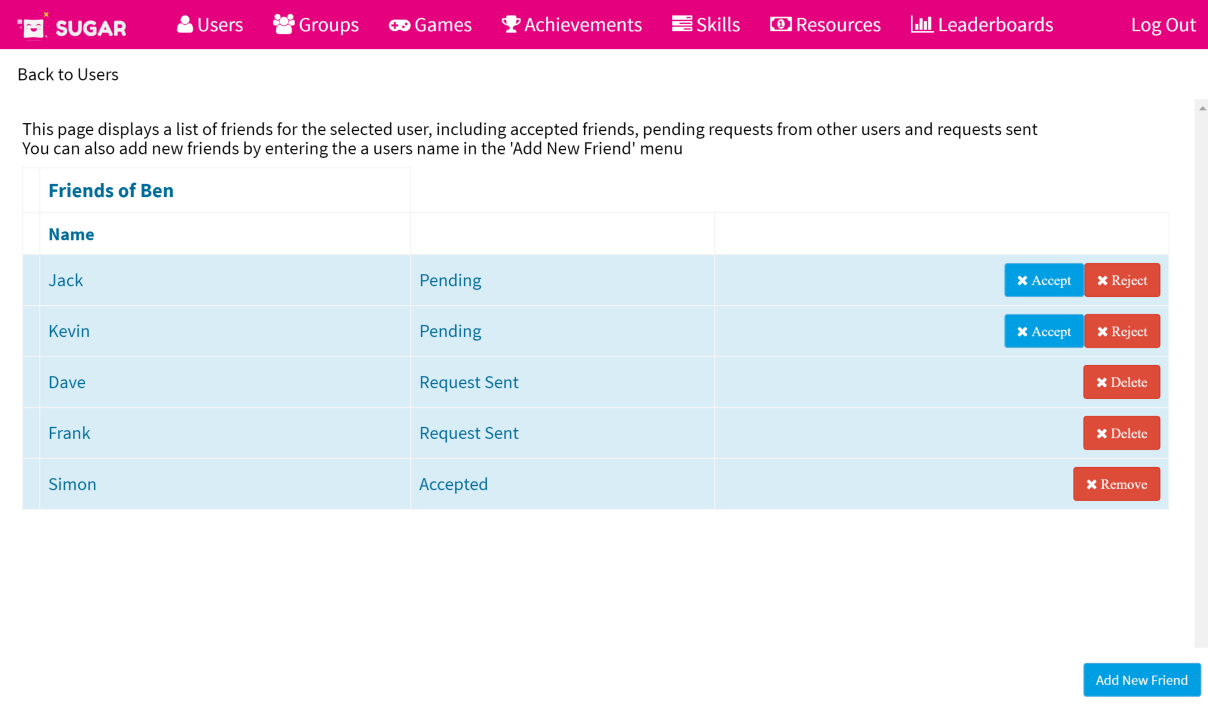 SUGAR Users Groups Games Achievements Skills Resources Leaderboards Log Out
Back to Users
This page displays a list of friends for the selected user, including accepted friends, pending requests from other users and requests sent
You can also add new friends by entering the a users name in the 'Add New Friend' menu
Friends of Ben
Name
Jack Pending Accept Reject
Kevin Pending Accept Reject
Dave Request Sent Delete
Frank Request Sent Delete
Simon Accepted Remove
Add New Friend